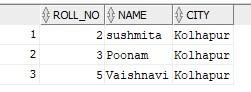 ROLL_NO NAME CITY
1 2 sushmita Kolhapur
2 3 Poonam Kolhapur
3 5 Vaishnavi Kolhapur